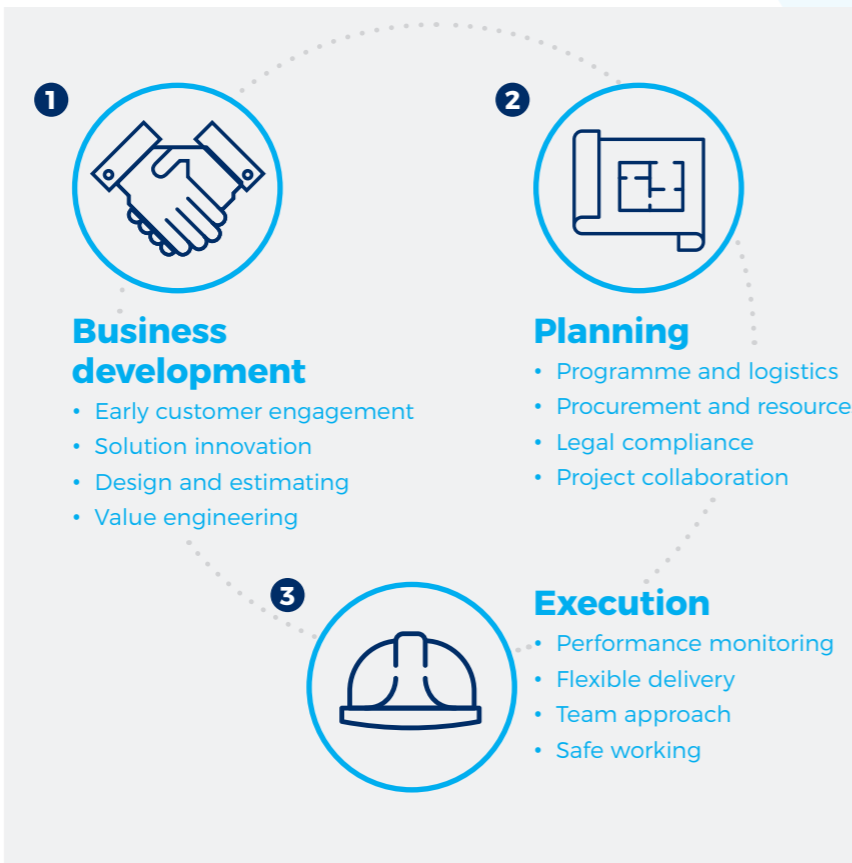 1
Business
development
• Early customer engagement
• Solution innovation
• Design and estimating
• Value engineering
2
Planning
• Programme and logistics
• Procurement and resource
• Legal compliance
• Project collaboration
3
Execution
• Performance monitoring
• Flexible delivery
• Team approach
• Safe working